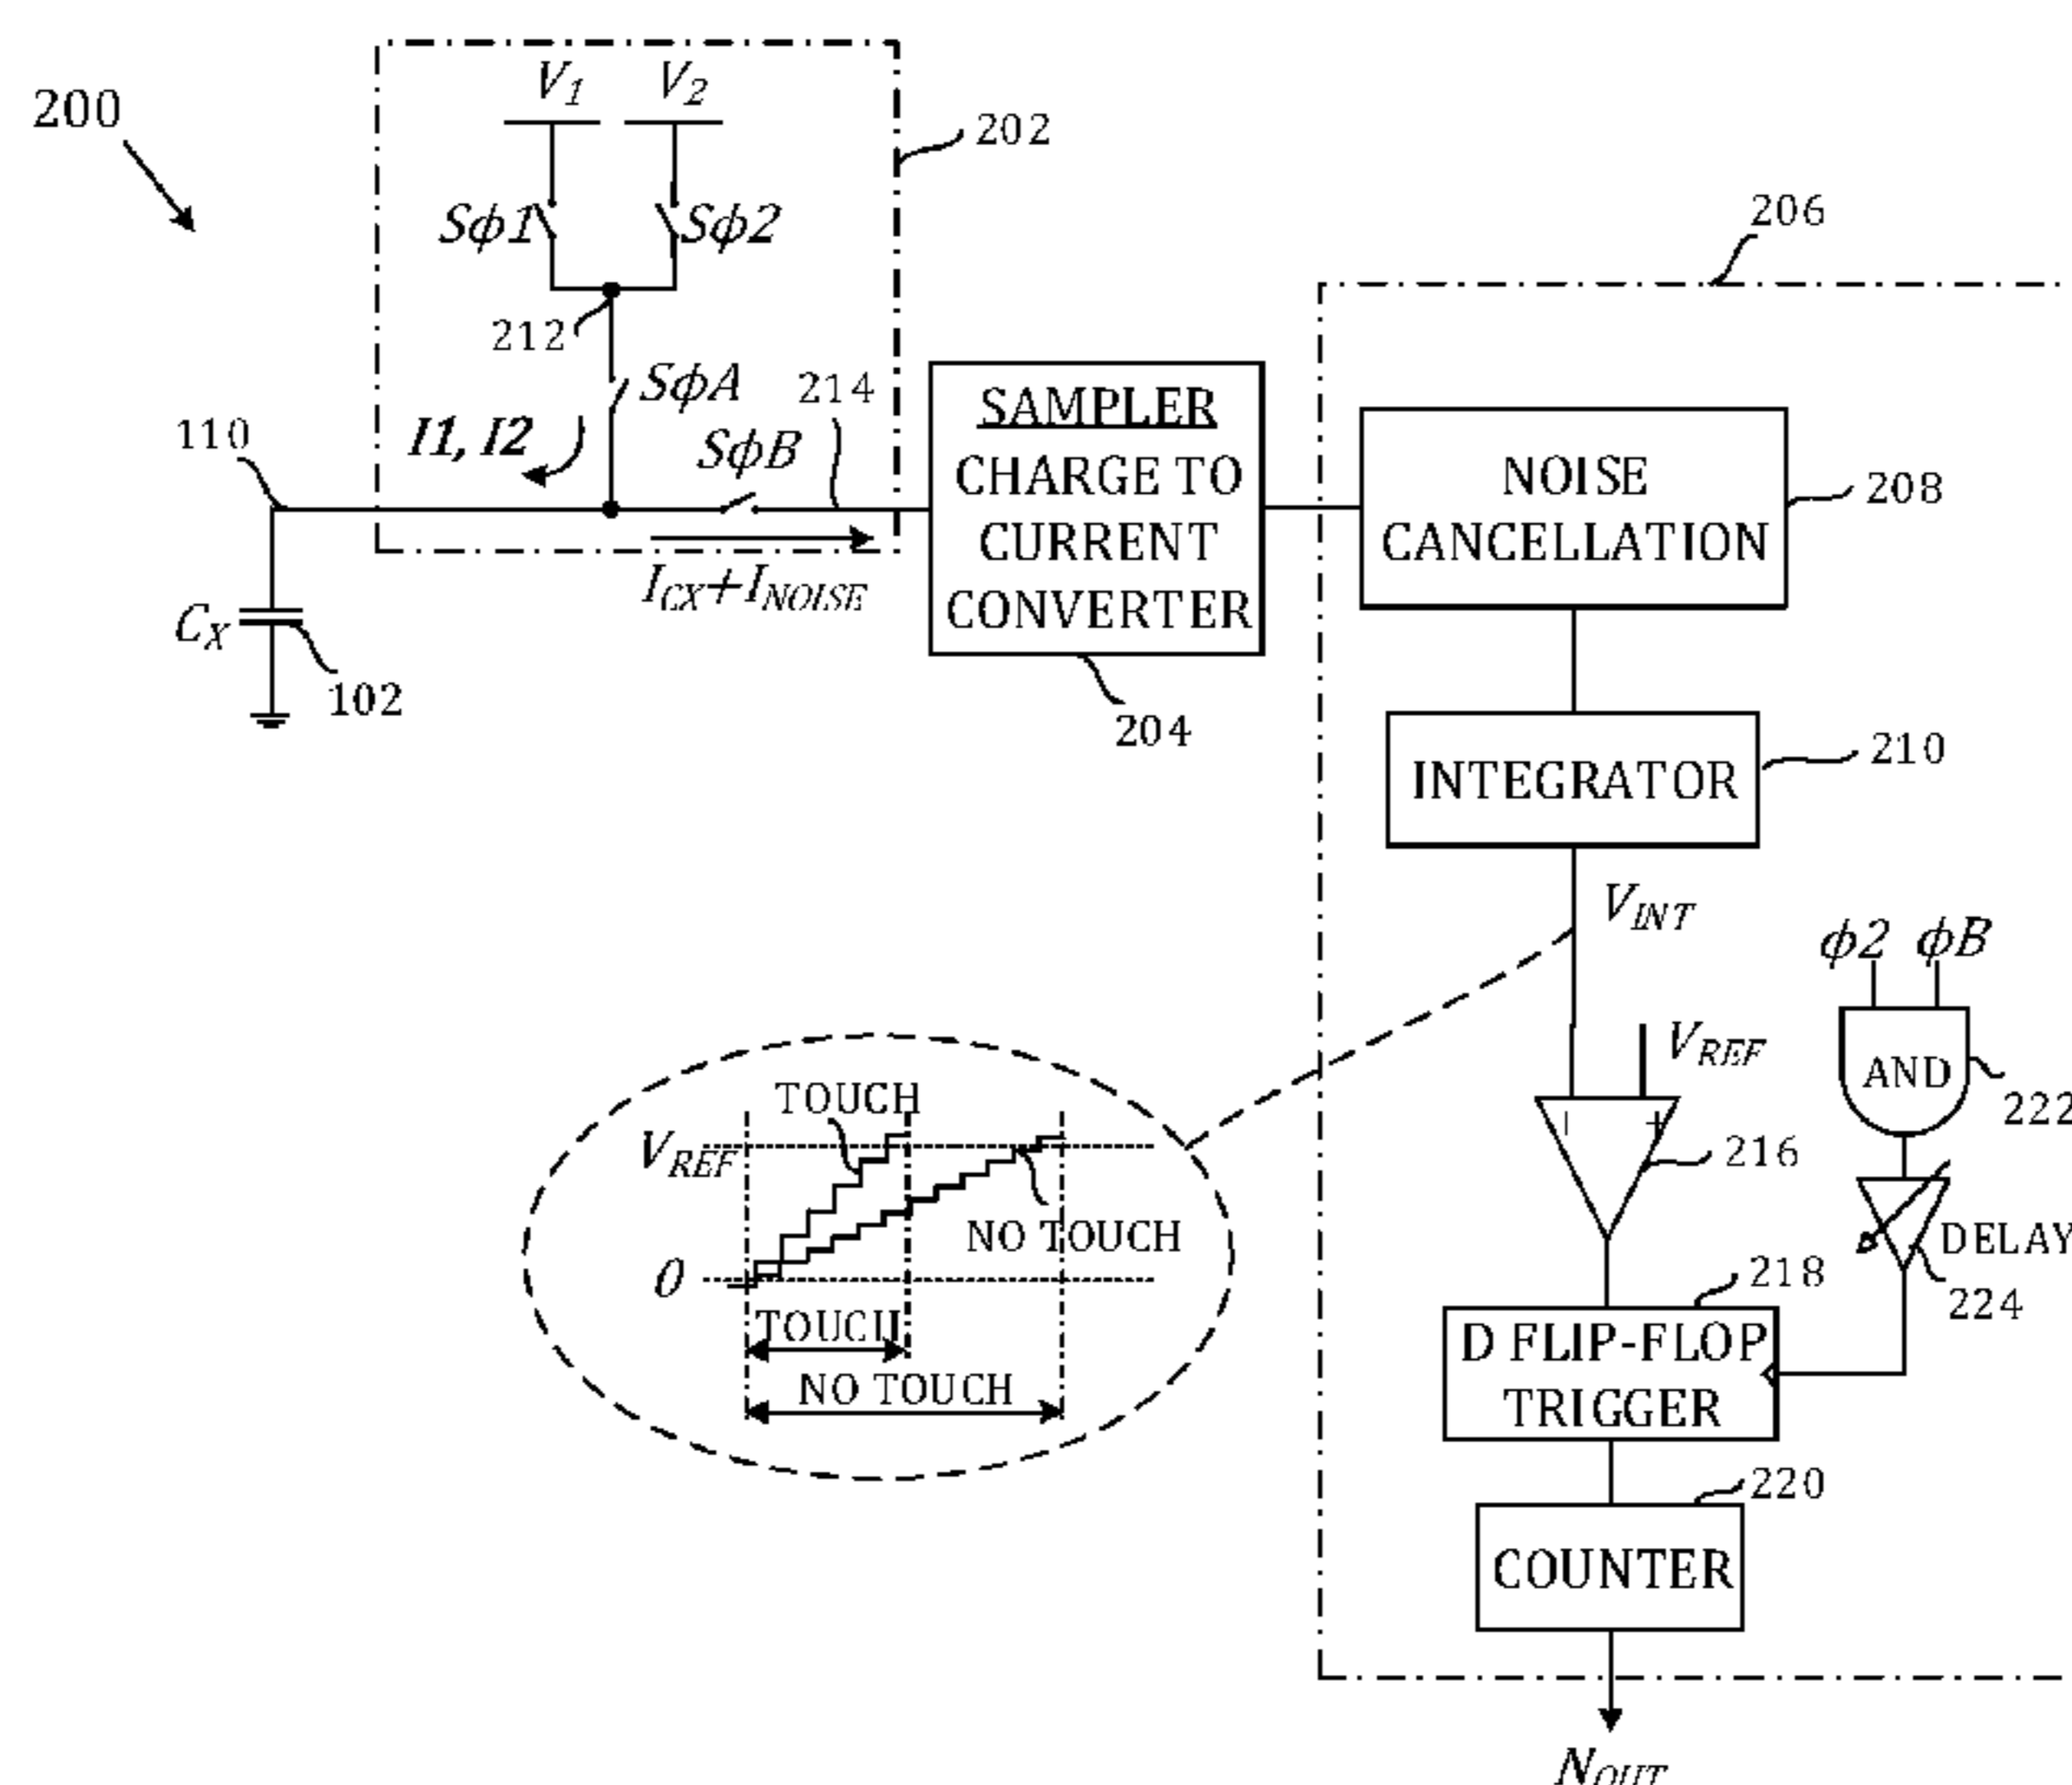 200
V1 V2
202
Sϕ1 Sϕ2
206
212
SϕA
214
I1, I2
110
SϕB
SAMPLER
CHARGE TO
CURRENT
CONVERTER
204
NOISE
CANCELLATION
208
ICX+INOISE
CX
102
INTEGRATOR
210
VINT
ϕ2 ϕB
VREF
AND
222
216
DELAY
224
TOUCH
VREF
NO TOUCH
0
TOUCH
NO TOUCH
218
D FLIP-FLOP
TRIGGER
220
COUNTER
NOUT